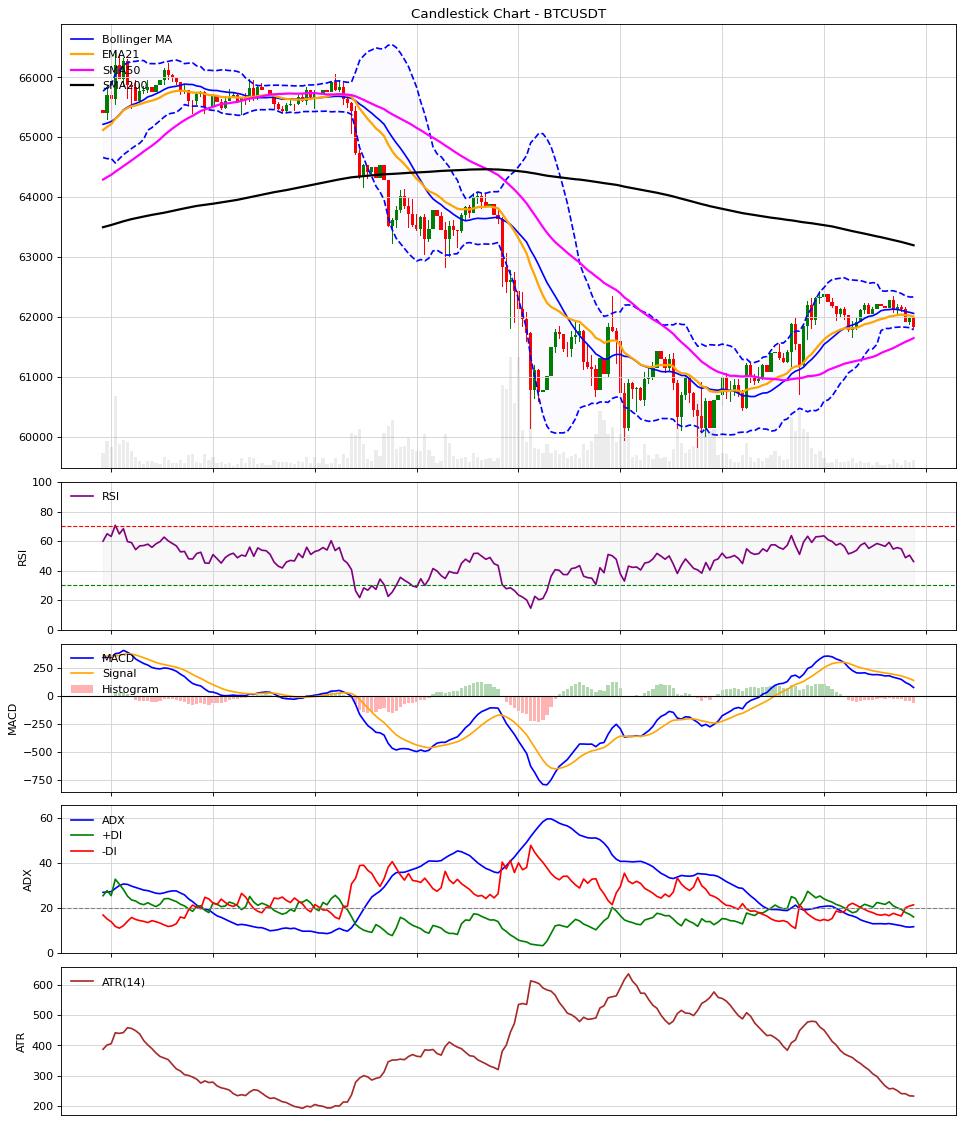 Candlestick Chart - BTCUSDT
Bollinger MA
EMA21
SMA50
SMA200
66000
65000
64000
63000
62000
61000
60000
RSI
100
80
60
40
20
0
RSI
MACD
Signal
Histogram
250
0
−250
−500
−750
MACD
ADX
+DI
-DI
60
40
20
0
ADX
ATR(14)
600
500
400
300
200
ATR